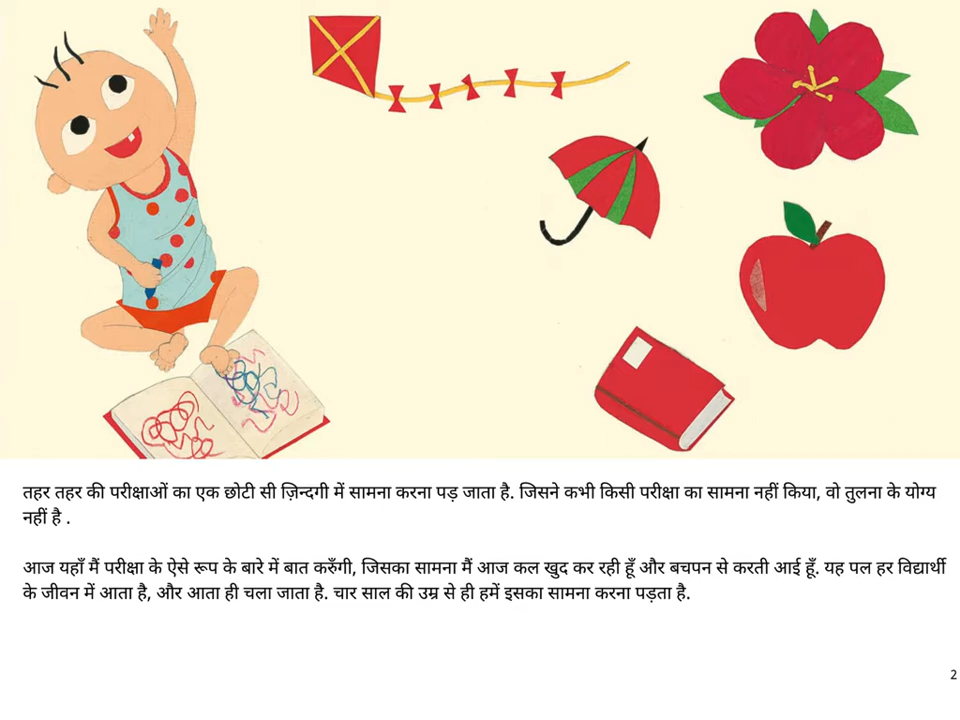 तहर तहर की परीक्षाओं का एक छोटी सी ज़िन्दगी में सामना करना पड़ जाता है. जिसने कभी किसी परीक्षा का सामना नहीं किया, वो तुलना के योग्य
नहीं है .
आज यहाँ मैं परीक्षा के ऐसे रूप के बारे में बात करुँगी, जिसका सामना मैं आज कल खुद कर रही हूँ और बचपन से करती आई हूँ. यह पल हर विद्यार्थी
के जीवन में आता है, और आता ही चला जाता है. चार साल की उम्र से ही हमें इसका सामना करना पड़ता है.
2